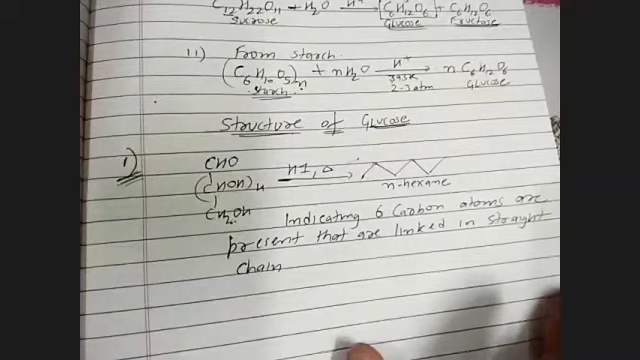 C12H22O11 + H2O H+ [C6H12O6] + C6H12O6
Sucrose Glucose Fructose
ii) From starch.
(C6H10O5)n + nH2O H+ n C6H12O6
Starch 393K Glucose
2-3 atm
Structure of Glucose
1) CHO
(CHOH)4 HI, Δ
CH2OH n-hexane
Indicating 6 Carbon atoms are
present that are linked in straight
chain